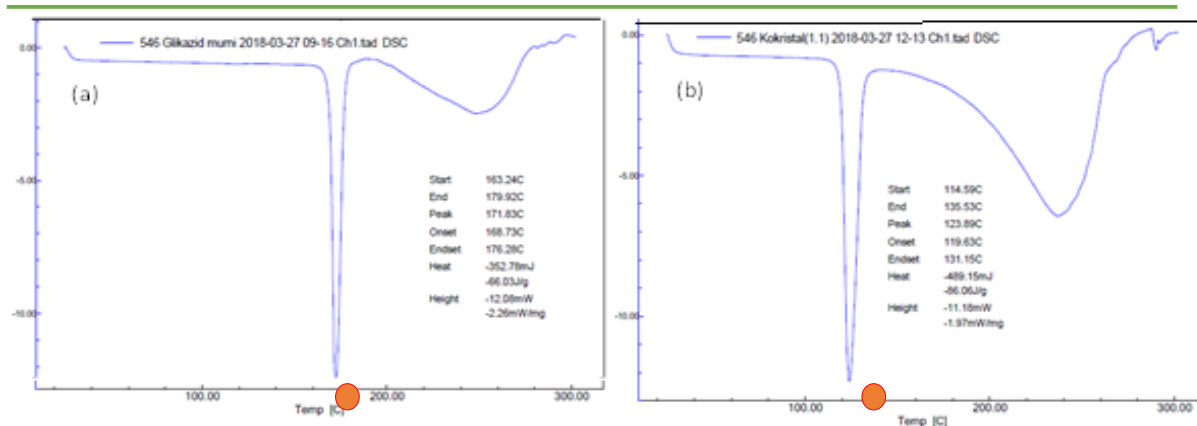 546 Glikazid murni 2018-03-27 09-16 Ch1.tad DSC
(a)
0.00
-5.00
-10.00
Start 163.24C
End 179.92C
Peak 171.83C
Onset 168.73C
Endset 176.28C
Heat -352.78mJ
-66.03J/g
Height -12.08mW
-2.26mW/mg
100.00
200.00
300.00
Temp [C]
546 Kokristal(1.1) 2018-03-27 12-13 Ch1.tad DSC
(b)
0.00
-5.00
-10.00
Start 114.59C
End 135.53C
Peak 123.89C
Onset 119.63C
Endset 131.15C
Heat -489.15mJ
-86.06J/g
Height -11.18mW
-1.97mW/mg
100.00
200.00
300.00
Temp [C]